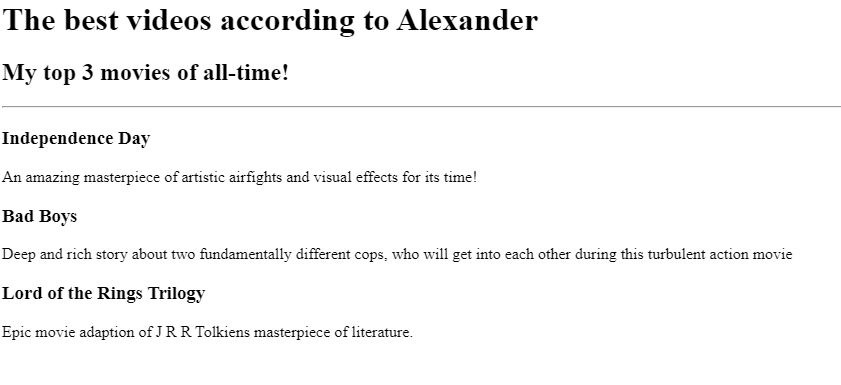 The best videos according to Alexander
My top 3 movies of all-time!
Independence Day
An amazing masterpiece of artistic airfights and visual effects for its time!
Bad Boys
Deep and rich story about two fundamentally different cops, who will get into each other during this turbulent action movie
Lord of the Rings Trilogy
Epic movie adaption of J R R Tolkiens masterpiece of literature.